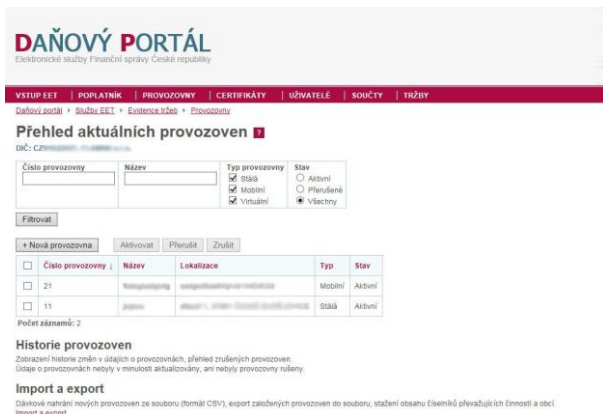 DAŇOVÝ PORTÁL
Elektronické služby Finanční správy České republiky
VSTUP EET | POPLATNÍK | PROVOZOVNY | CERTIFIKÁTY | UŽIVATELÉ | SOUČTY | TRŽBY
Daňový portál › Služby EET › Evidence tržeb › Provozovny
Přehled aktuálních provozoven ?
DIČ: CZ
Číslo provozovny Název Typ provozovny Stav
Stálá Aktivní
Mobilní Přerušené
Virtuální Všechny
Filtrovat
+ Nová provozovna Aktivovat Přerušit Zrušit
Číslo provozovny ↓ Název Lokalizace Typ Stav
21 Mobilní Aktivní
11 Stálá Aktivní
Počet záznamů: 2
Historie provozoven
Zobrazení historie změn v údajích o provozovnách, přehled zrušených provozoven.
Údaje o provozovnách nebyly v minulosti aktualizovány, ani nebyly provozovny rušeny.
Import a export
Dávkové nahrání nových provozoven ze souboru (formát CSV), export založených provozoven do souboru, stažení obsahu číselníků převažujících činností a obcí.
Import a export